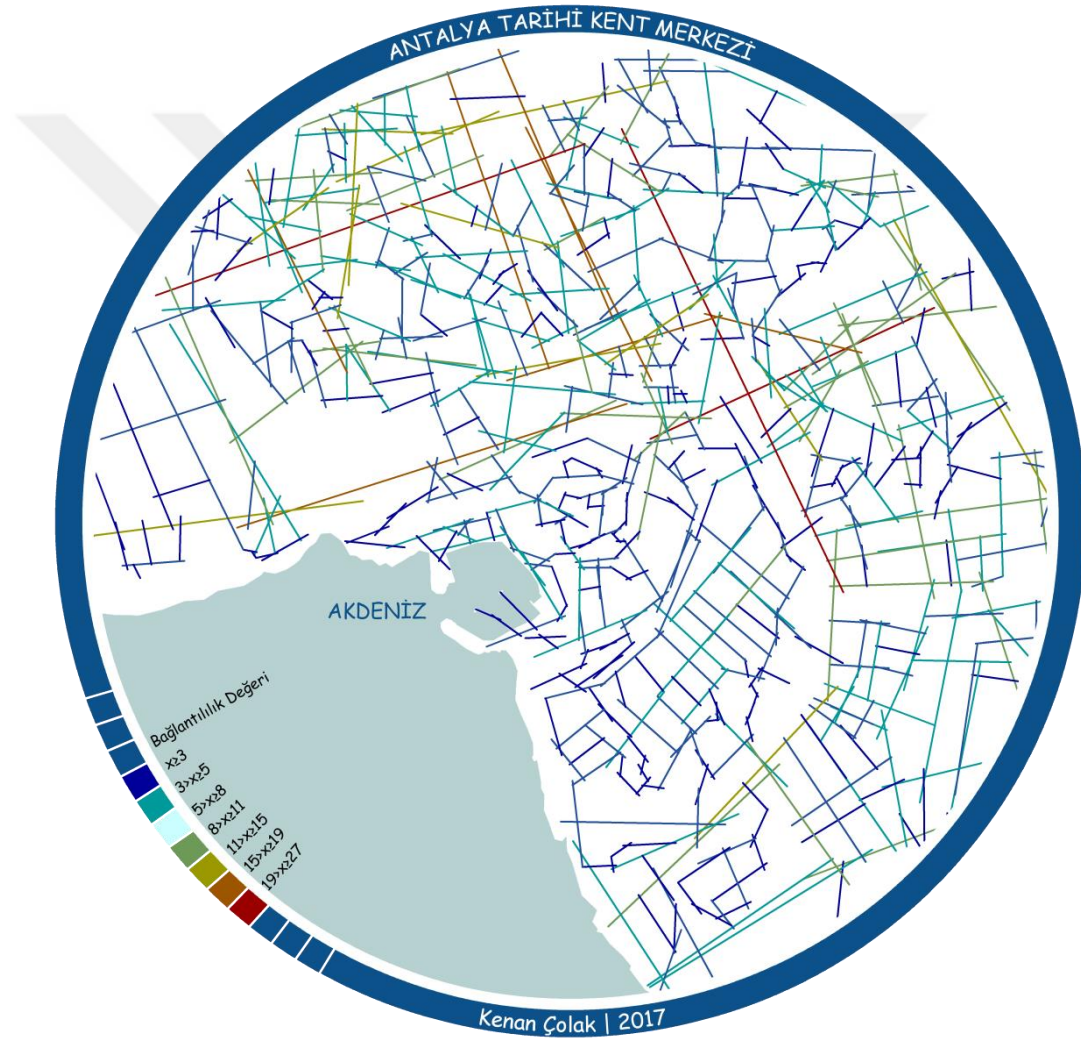 ANTALYA TARİHİ KENT MERKEZİ
AKDENİZ
Bağlantılılık Değeri
x≥3
3>x≥5
5>x≥8
8>x≥11
11>x≥15
15>x≥19
19>x≥27
Kenan Çolak | 2017